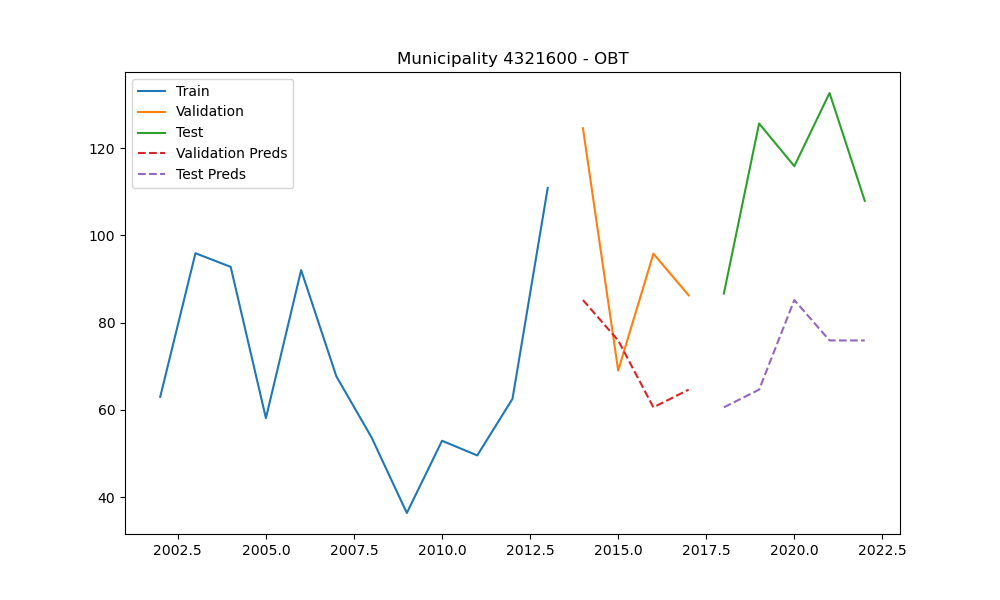 Municipality 4321600 - OBT
Train
Validation
Test
Validation Preds
Test Preds
120
100
80
60
40
2002.5 2005.0 2007.5 2010.0 2012.5 2015.0 2017.5 2020.0 2022.5